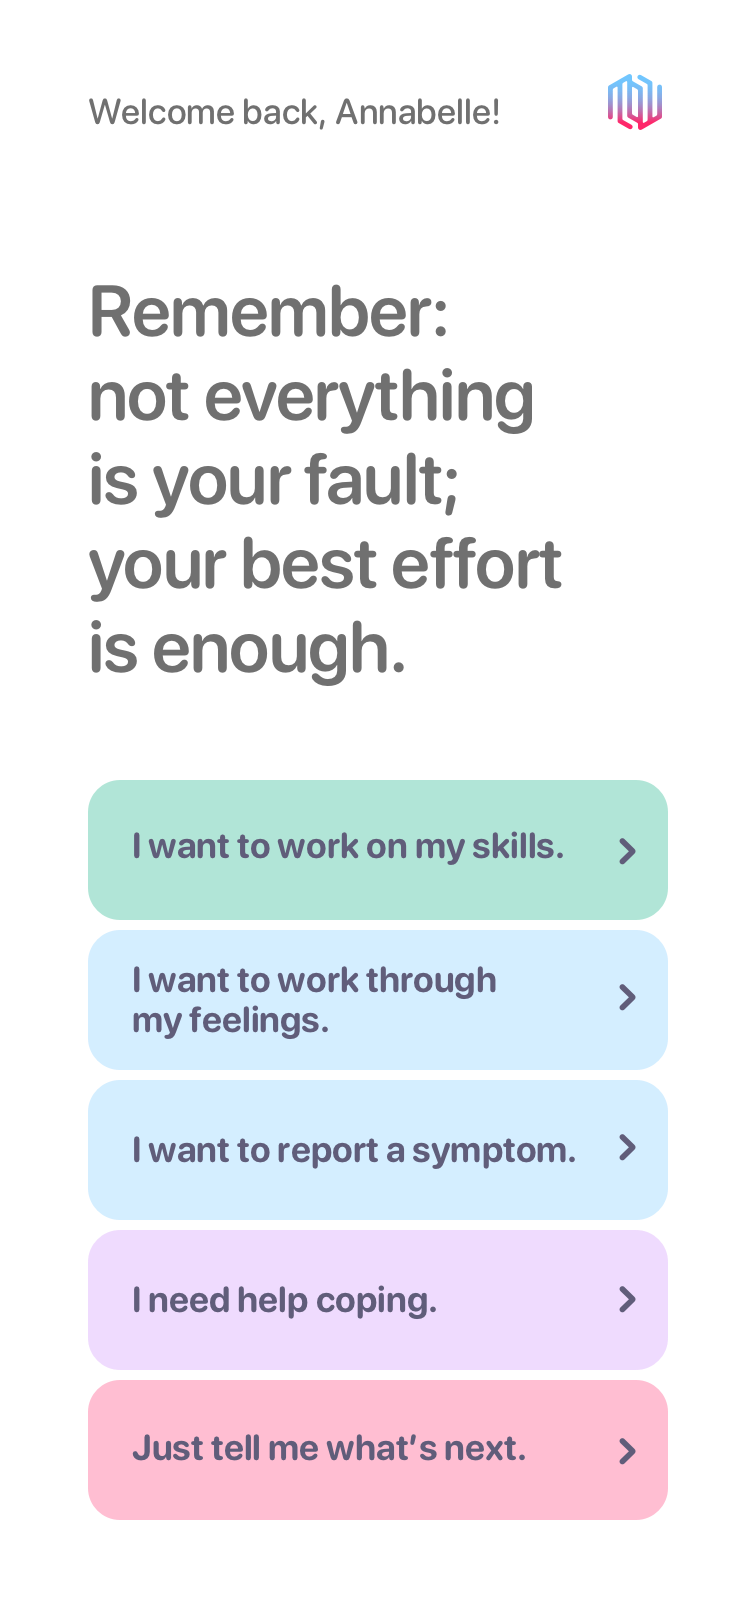 Welcome back, Annabelle!
Remember:
not everything
is your fault;
your best effort
is enough.
I want to work on my skills.
I want to work through
my feelings.
I want to report a symptom.
I need help coping.
Just tell me what's next.